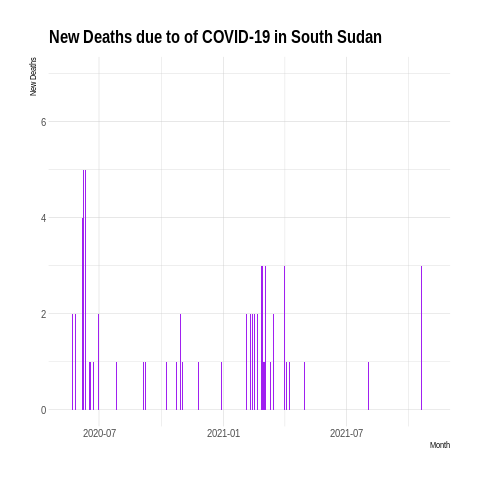 New Deaths due to of COVID-19 in South Sudan
New Deaths
6
4
2
0
2020-07 2021-01 2021-07
Month